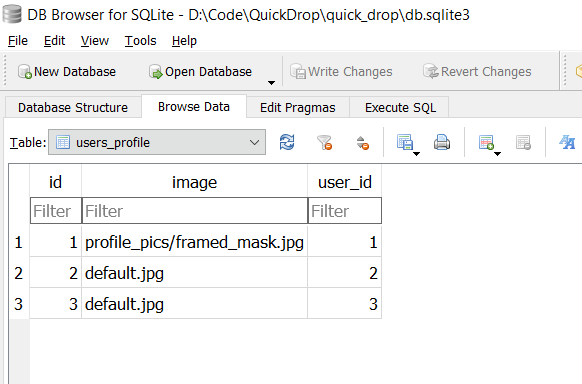 DB Browser for SQLite - D:\Code\QuickDrop\quick_drop\db.sqlite3
File Edit View Tools Help
New Database Open Database Write Changes Revert Changes
Database Structure Browse Data Edit Pragmas Execute SQL
Table: users_profile
id image user_id
Filter Filter Filter
1 1 profile_pics/framed_mask.jpg 1
2 2 default.jpg 2
3 3 default.jpg 3